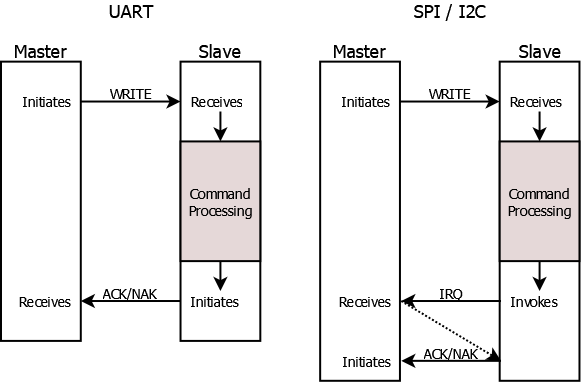 UART
Master
Slave
Initiates
WRITE
Receives
Command
Processing
Receives
ACK/NAK
Initiates
SPI / I2C
Master
Slave
Initiates
WRITE
Receives
Command
Processing
Receives
IRQ
Invokes
Initiates
ACK/NAK